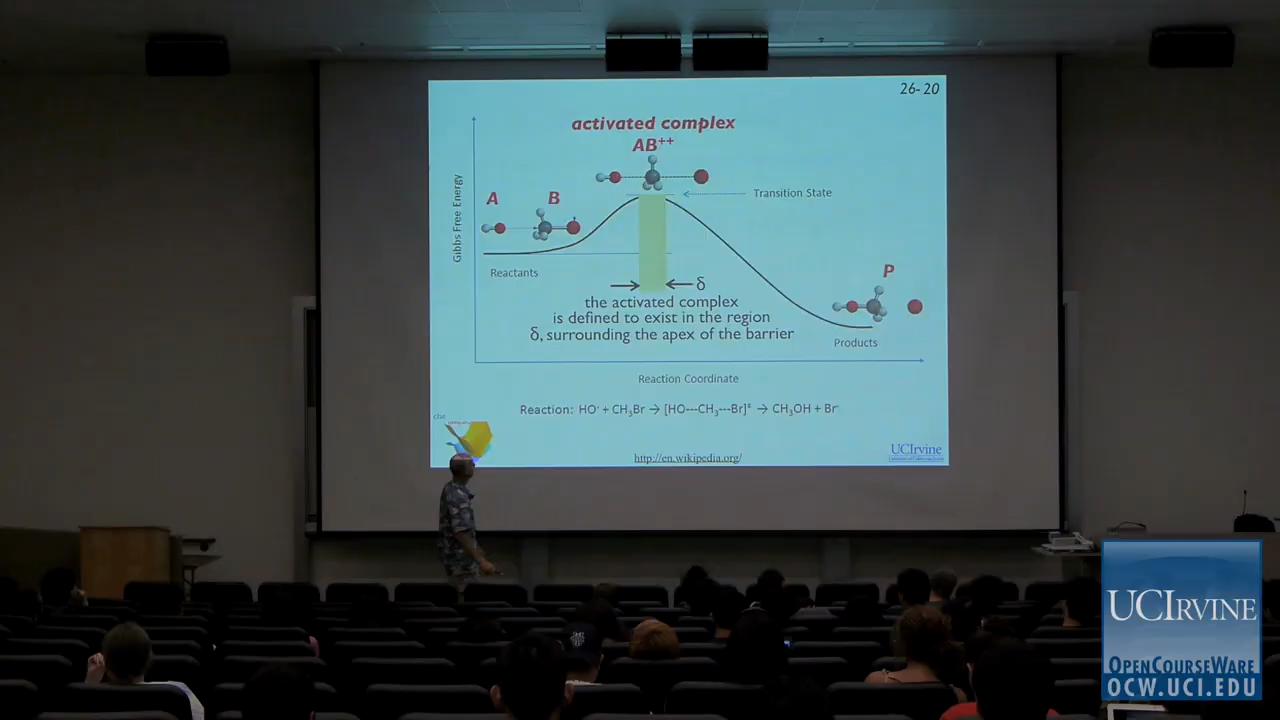 26-20
activated complex
AB++
A
B
Transition State
Gibbs Free Energy
Reactants
δ
the activated complex
is defined to exist in the region
δ, surrounding the apex of the barrier
P
Products
Reaction Coordinate
Reaction: HO- + CH3Br → [HO---CH3---Br]‡ → CH3OH + Br-
http://en.wikipedia.org/
UCIrvine
UCIRVINE
OPENCOURSEWARE
OCW.UCI.EDU